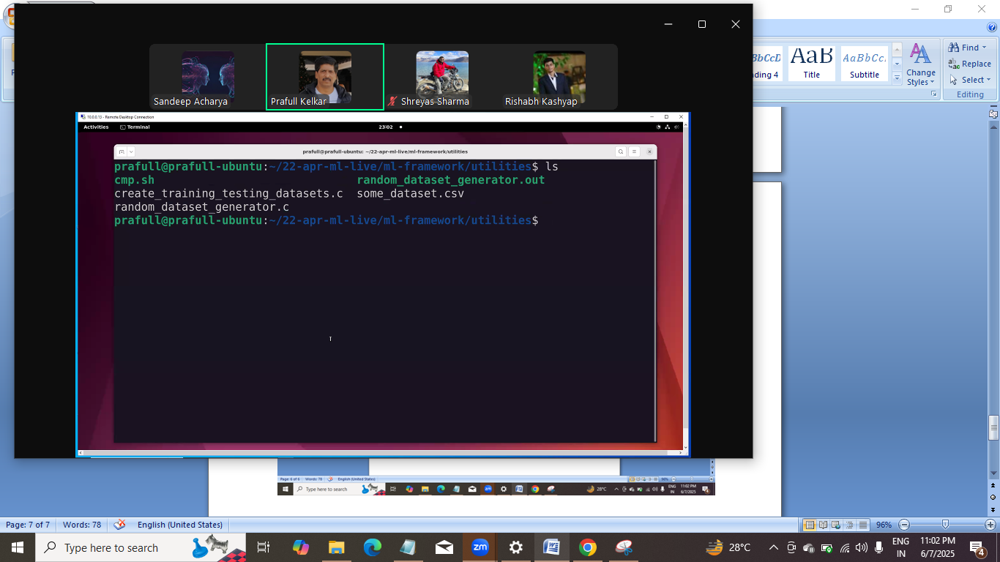 Sandeep Acharya
Prafull Kelkar
Shreyas Sharma
Rishabh Kashyap
10.0.0.13 - Remote Desktop Connection
Activities
Terminal
23:02
prafull@prafull-ubuntu: ~/22-apr-ml-live/ml-framework/utilities
prafull@prafull-ubuntu:~/22-apr-ml-live/ml-framework/utilities$ ls
cmp.sh random_dataset_generator.out
create_training_testing_datasets.c some_dataset.csv
random_dataset_generator.c
prafull@prafull-ubuntu:~/22-apr-ml-live/ml-framework/utilities$
AaB
AaBbCc.
Title
Subtitle
Change
Styles
Find
Replace
Select
Editing
Page: 6 of 6 Words: 78 English (United States)
Type here to search
28°C
ENG
IN
11:02 PM
6/7/2025
Page: 7 of 7 Words: 78 English (United States)
96%
Type here to search
zm
28°C
ENG
IN
11:02 PM
6/7/2025
4